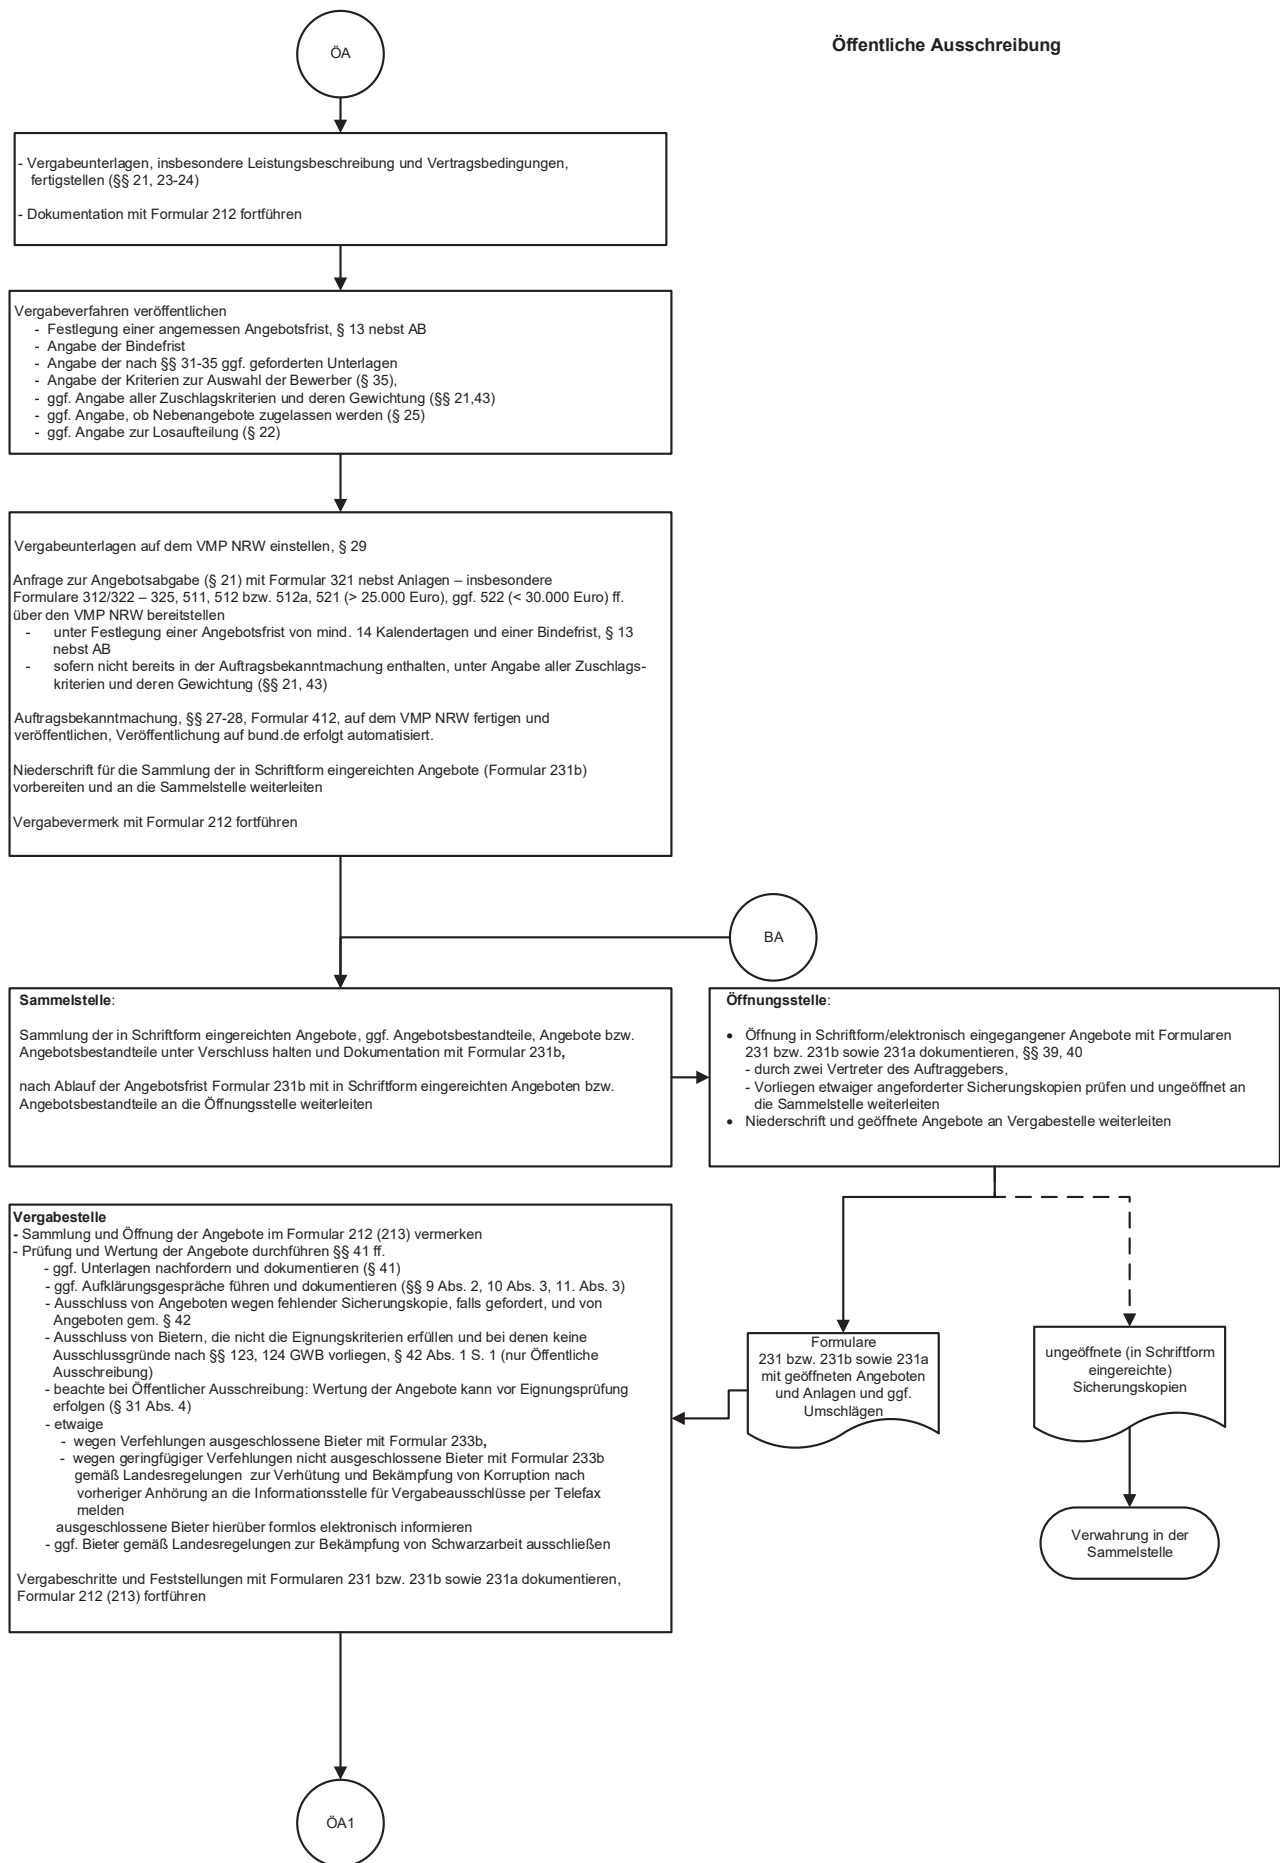 ÖA
Öffentliche Ausschreibung
- Vergabeunterlagen, insbesondere Leistungsbeschreibung und Vertragsbedingungen,
fertigstellen (§§ 21, 23-24)
- Dokumentation mit Formular 212 fortführen
Vergabeverfahren veröffentlichen
- Festlegung einer angemessen Angebotsfrist, § 13 nebst AB
- Angabe der Bindefrist
- Angabe der nach §§ 31-35 ggf. geforderten Unterlagen
- Angabe der Kriterien zur Auswahl der Bewerber (§ 35),
- ggf. Angabe aller Zuschlagskriterien und deren Gewichtung (§§ 21,43)
- ggf. Angabe, ob Nebenangebote zugelassen werden (§ 25)
- ggf. Angabe zur Losaufteilung (§ 22)
Vergabeunterlagen auf dem VMP NRW einstellen, § 29
Anfrage zur Angebotsabgabe (§ 21) mit Formular 321 nebst Anlagen – insbesondere
Formulare 312/322 – 325, 511, 512 bzw. 512a, 521 (> 25.000 Euro), ggf. 522 (< 30.000 Euro) ff.
über den VMP NRW bereitstellen
- unter Festlegung einer Angebotsfrist von mind. 14 Kalendertagen und einer Bindefrist, § 13
nebst AB
- sofern nicht bereits in der Auftragsbekanntmachung enthalten, unter Angabe aller Zuschlags-
kriterien und deren Gewichtung (§§ 21, 43)
Auftragsbekanntmachung, §§ 27-28, Formular 412, auf dem VMP NRW fertigen und
veröffentlichen, Veröffentlichung auf bund.de erfolgt automatisiert.
Niederschrift für die Sammlung der in Schriftform eingereichten Angebote (Formular 231b)
vorbereiten und an die Sammelstelle weiterleiten
Vergabevermerk mit Formular 212 fortführen
BA
Sammelstelle:
Sammlung der in Schriftform eingereichten Angebote, ggf. Angebotsbestandteile, Angebote bzw.
Angebotsbestandteile unter Verschluss halten und Dokumentation mit Formular 231b,
nach Ablauf der Angebotsfrist Formular 231b mit in Schriftform eingereichten Angeboten bzw.
Angebotsbestandteile an die Öffnungsstelle weiterleiten
Öffnungsstelle:
• Öffnung in Schriftform/elektronisch eingegangener Angebote mit Formularen
231 bzw. 231b sowie 231a dokumentieren, §§ 39, 40
- durch zwei Vertreter des Auftraggebers,
- Vorliegen etwaiger angeforderter Sicherungskopien prüfen und ungeöffnet an
die Sammelstelle weiterleiten
• Niederschrift und geöffnete Angebote an Vergabestelle weiterleiten
Vergabestelle
- Sammlung und Öffnung der Angebote im Formular 212 (213) vermerken
- Prüfung und Wertung der Angebote durchführen §§ 41 ff.
- ggf. Unterlagen nachfordern und dokumentieren (§ 41)
- ggf. Aufklärungsgespräche führen und dokumentieren (§§ 9 Abs. 2, 10 Abs. 3, 11. Abs. 3)
- Ausschluss von Angeboten wegen fehlender Sicherungskopie, falls gefordert, und von
Angeboten gem. § 42
- Ausschluss von Bietern, die nicht die Eignungskriterien erfüllen und bei denen keine
Ausschlussgründe nach §§ 123, 124 GWB vorliegen, § 42 Abs. 1 S. 1 (nur Öffentliche
Ausschreibung)
- beachte bei Öffentlicher Ausschreibung: Wertung der Angebote kann vor Eignungsprüfung
erfolgen (§ 31 Abs. 4)
- etwaige
- wegen Verfehlungen ausgeschlossene Bieter mit Formular 233b,
- wegen geringfügiger Verfehlungen nicht ausgeschlossene Bieter mit Formular 233b
gemäß Landesregelungen zur Verhütung und Bekämpfung von Korruption nach
vorheriger Anhörung an die Informationsstelle für Vergabeausschlüsse per Telefax
melden
ausgeschlossene Bieter hierüber formlos elektronisch informieren
- ggf. Bieter gemäß Landesregelungen zur Bekämpfung von Schwarzarbeit ausschließen
Vergabeschritte und Feststellungen mit Formularen 231 bzw. 231b sowie 231a dokumentieren,
Formular 212 (213) fortführen
Formulare
231 bzw. 231b sowie 231a
mit geöffneten Angeboten
und Anlagen und ggf.
Umschlägen
ungeöffnete (in Schriftform
eingereichte)
Sicherungskopien
Verwahrung in der
Sammelstelle
ÖA1